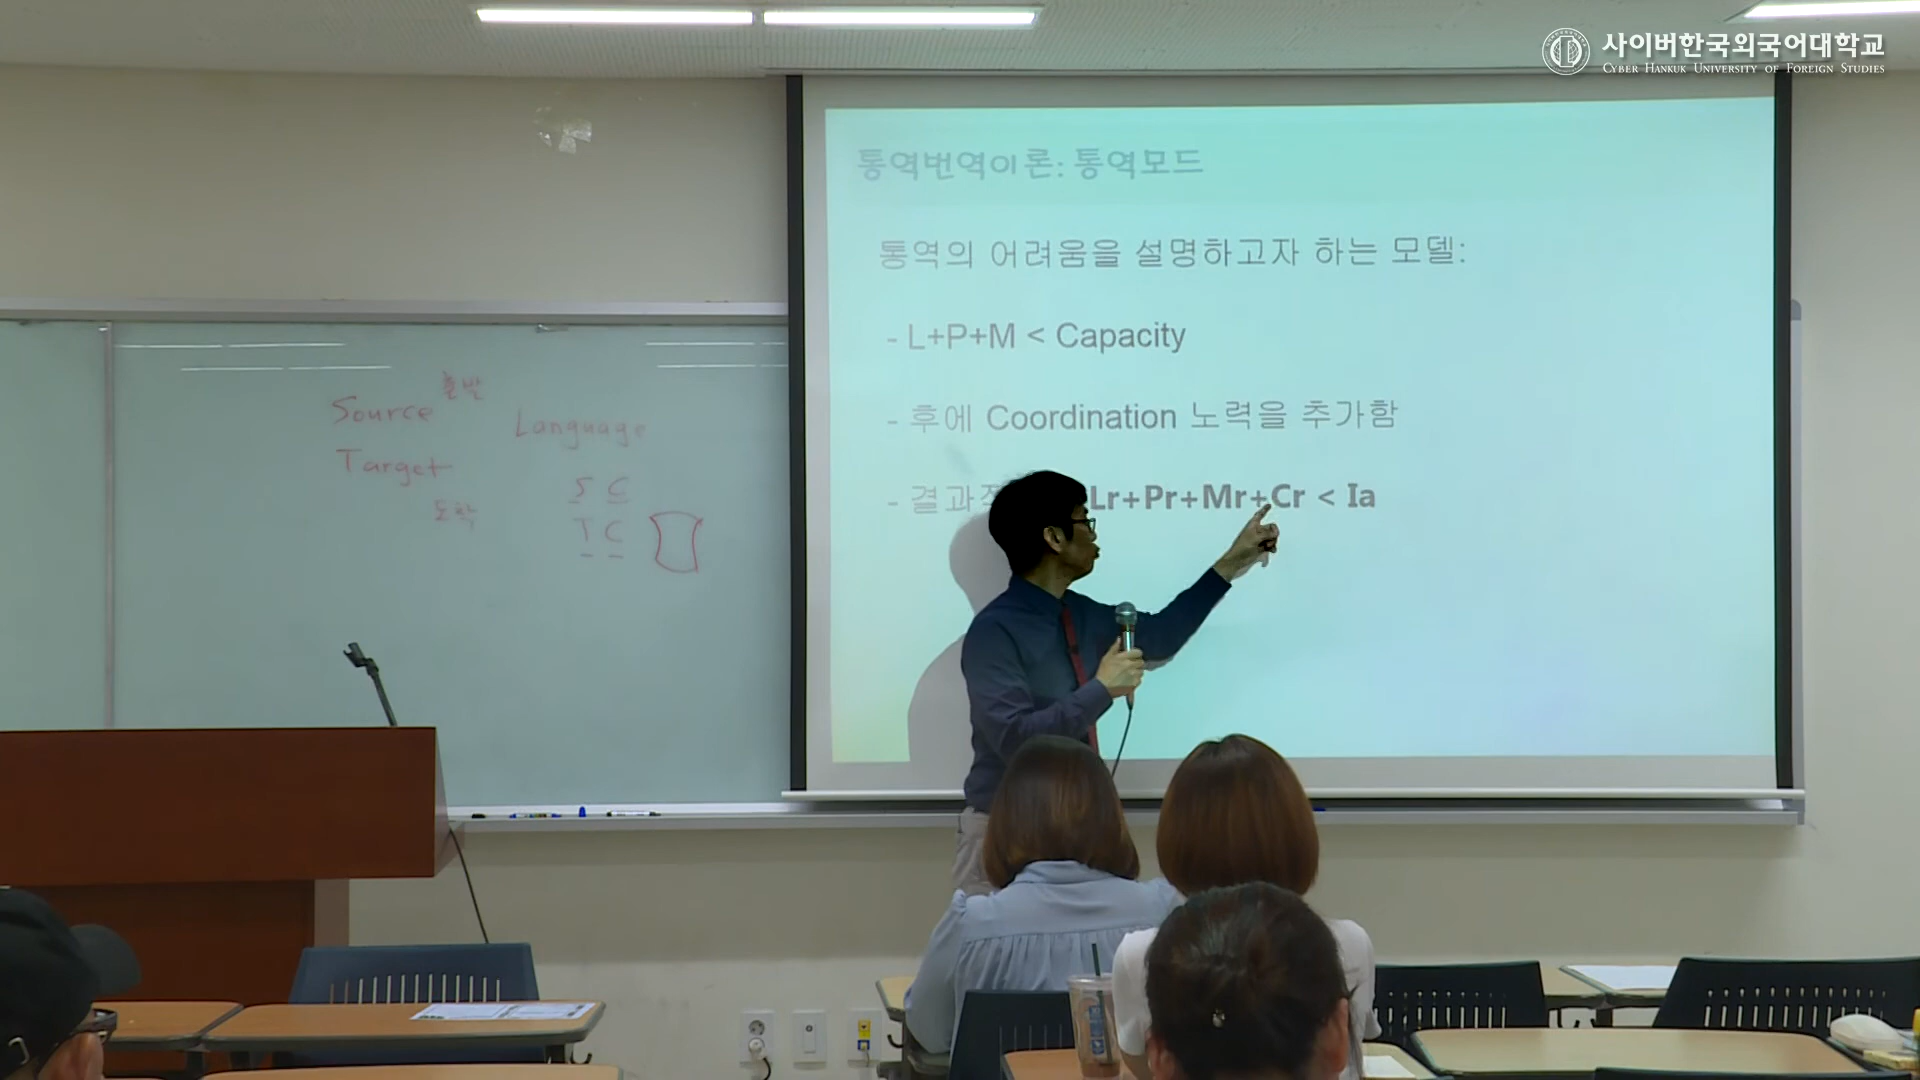 사이버한국외국어대학교
CYBER HANKUK UNIVERSITY OF FOREIGN STUDIES
통역번역이론: 통역모드
통역의 어려움을 설명하고자 하는 모델:
- L+P+M < Capacity
- 후에 Coordination 노력을 추가함
- 결과적 Lr+Pr+Mr+Cr < Ia
출발
Source
Language
Target
도착
S C
T C